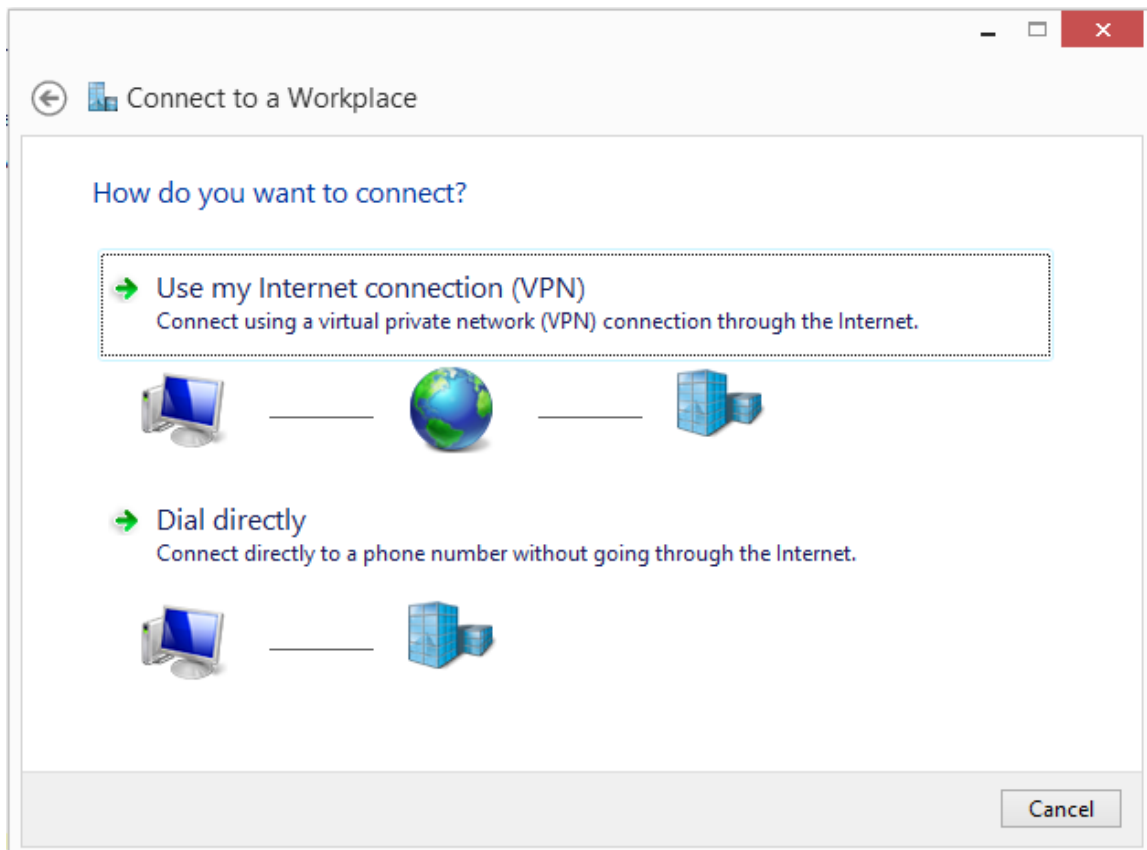 Connect to a Workplace
How do you want to connect?
Use my Internet connection (VPN)
Connect using a virtual private network (VPN) connection through the Internet.
Dial directly
Connect directly to a phone number without going through the Internet.
Cancel